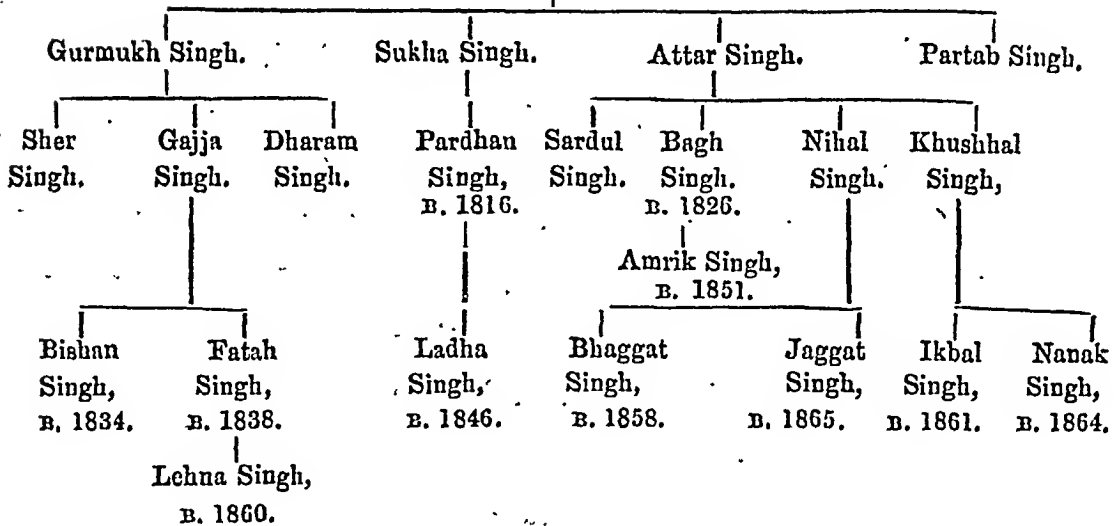 Gurmukh Singh. Sukha Singh. Attar Singh. Partab Singh.
Sher Gajja Dharam Pardhan Sardul Bagh Nihal Khushhal
Singh. Singh. Singh. Singh, Singh. Singh. Singh. Singh,
B. 1816. B. 1826.
Amrik Singh,
B. 1851.
Bishan Fatah Ladha Bhaggat Jaggat Ikbal Nanak
Singh, Singh, Singh, Singh, Singh, Singh, Singh,
B. 1834. B. 1838. B. 1846. B. 1858. B. 1865. B. 1861. B. 1864.
Lehna Singh,
B. 1860.